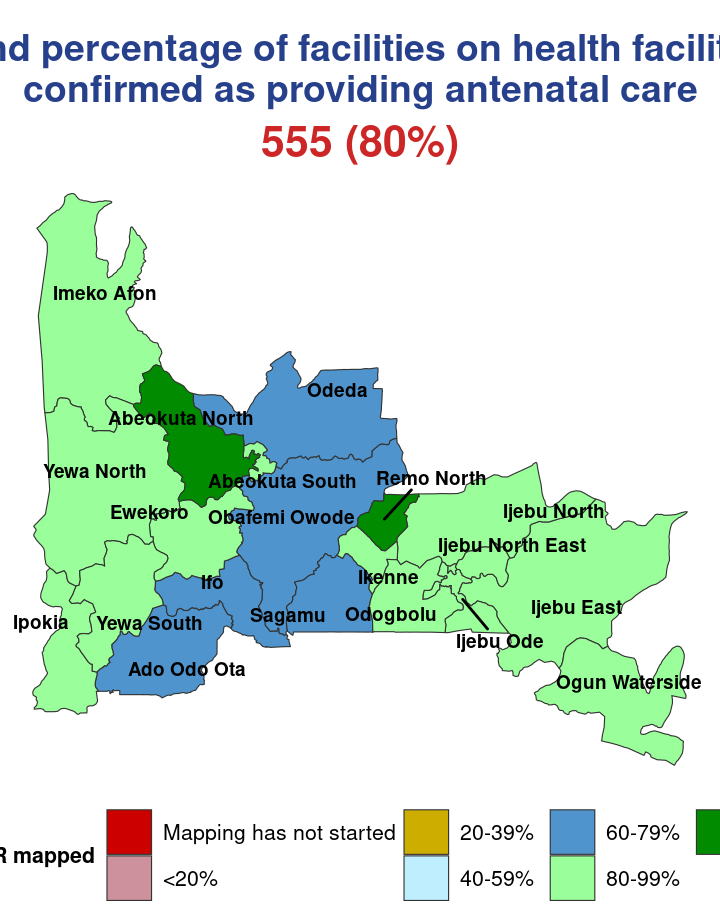 nd percentage of facilities on health facilit
confirmed as providing antenatal care
555 (80%)
Imeko Afon
Odeda
Abeokuta North
Yewa North
Abeokuta South
Remo North
Ewekoro
Obafemi Owode
Ijebu North
Ijebu North East
Ifo
Ikenne
Ipokia
Yewa South
Sagamu
Odogbolu
Ijebu East
Ijebu Ode
Ado Odo Ota
Ogun Waterside
R mapped
Mapping has not started
20-39%
60-79%
<20%
40-59%
80-99%